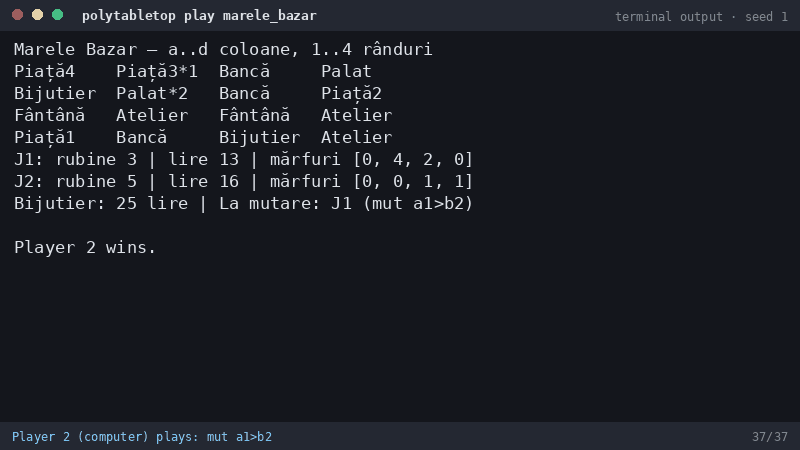 polytabletop play marele_bazar
terminal output · seed 1
Marele Bazar — a..d coloane, 1..4 rânduri
Piață4 Piață3*1 Bancă Palat
Bijutier Palat*2 Bancă Piață2
Fântână Atelier Fântână Atelier
Piață1 Bancă Bijutier Atelier
J1: rubine 3 | lire 13 | mărfuri [0, 4, 2, 0]
J2: rubine 5 | lire 16 | mărfuri [0, 0, 1, 1]
Bijutier: 25 lire | La mutare: J1 (mut a1>b2)
Player 2 wins.
Player 2 (computer) plays: mut a1>b2
37/37